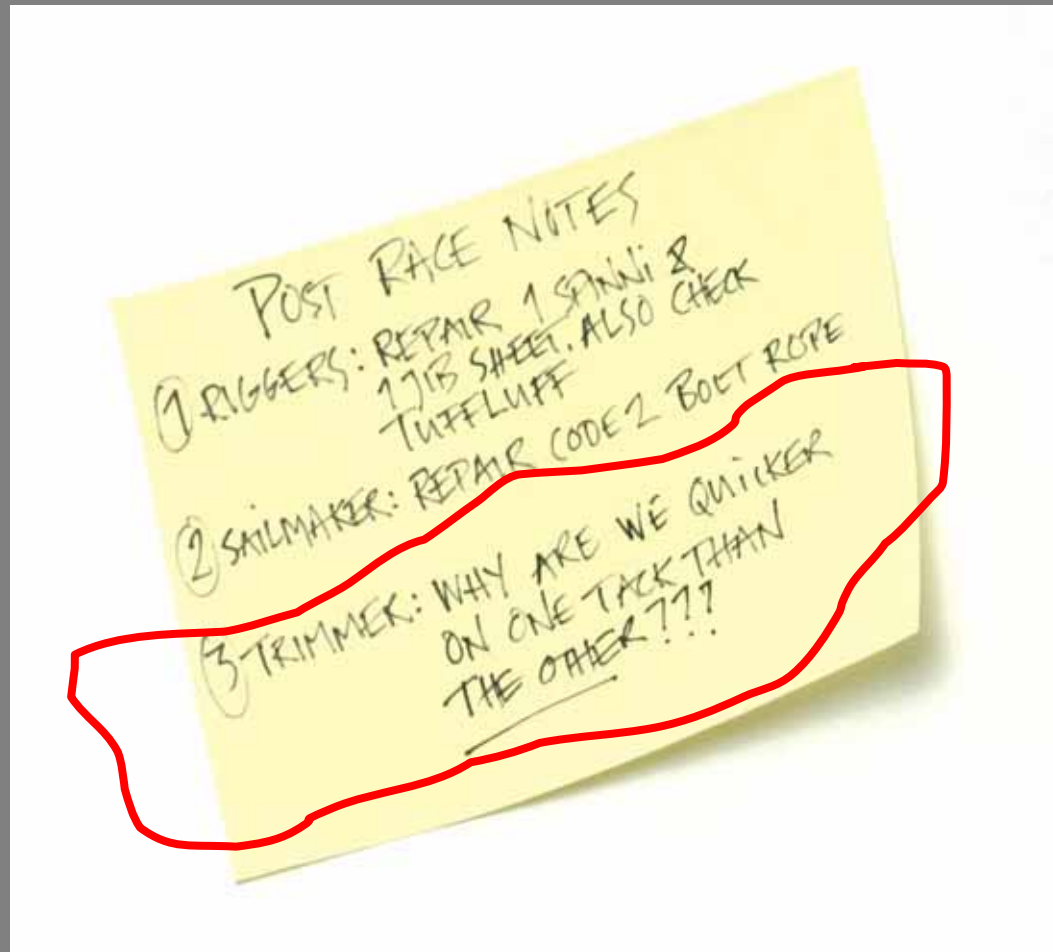 POST RACE NOTES
① RIGGERS: REPAIR 1 SPINNI &
1 JIB SHEET. ALSO CHECK
TUFFLUFF
② SAILMAKER: REPAIR CODE 2 BOLT ROPE
③ TRIMMER: WHY ARE WE QUICKER
ON ONE TACK THAN
THE OTHER???